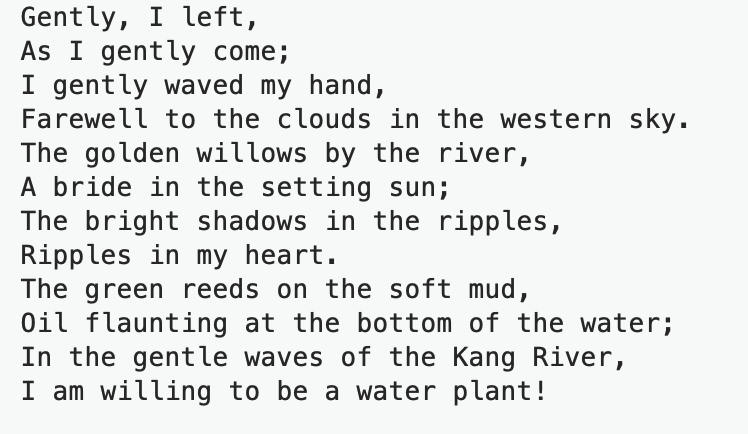 Gently, I left,
As I gently come;
I gently waved my hand,
Farewell to the clouds in the western sky.
The golden willows by the river,
A bride in the setting sun;
The bright shadows in the ripples,
Ripples in my heart.
The green reeds on the soft mud,
Oil flaunting at the bottom of the water;
In the gentle waves of the Kang River,
I am willing to be a water plant!